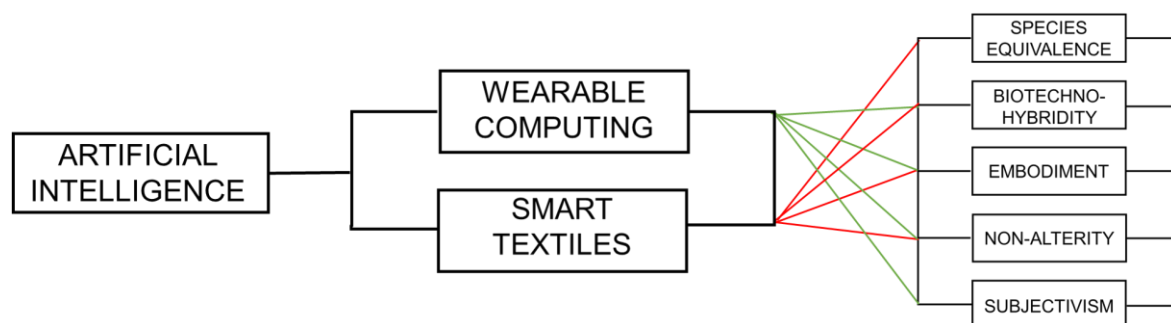 ARTIFICIAL
INTELLIGENCE
WEARABLE
COMPUTING
SMART
TEXTILES
SPECIES
EQUIVALENCE
BIOTECHNO-
HYBRIDITY
EMBODIMENT
NON-ALTERITY
SUBJECTIVISM